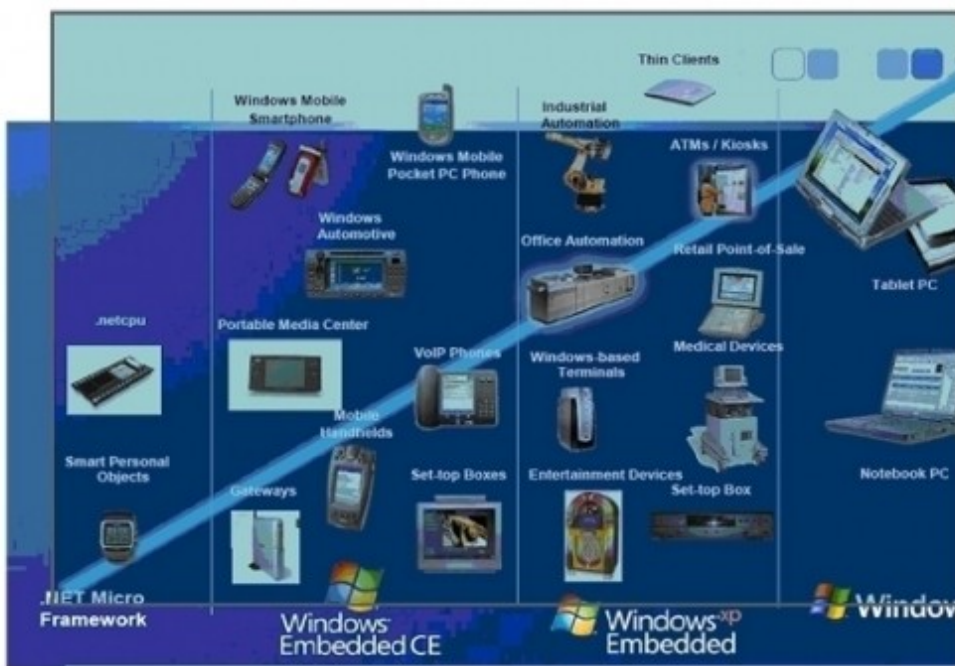 Thin Clients
Windows Mobile
Smartphone
Industrial
Automation
ATMs / Kiosks
Windows Mobile
Pocket PC Phone
Windows
Automotive
Office Automation
Retail Point-of-Sale
Tablet PC
.netcpu
Portable Media Center
VoIP Phones
Windows-based
Terminals
Medical Devices
Mobile
Handhelds
Smart Personal
Objects
Gateways
Set-top Boxes
Entertainment Devices
Set-top Box
Notebook PC
.NET Micro
Framework
Windows
Embedded CE
Windows xp
Embedded
Window